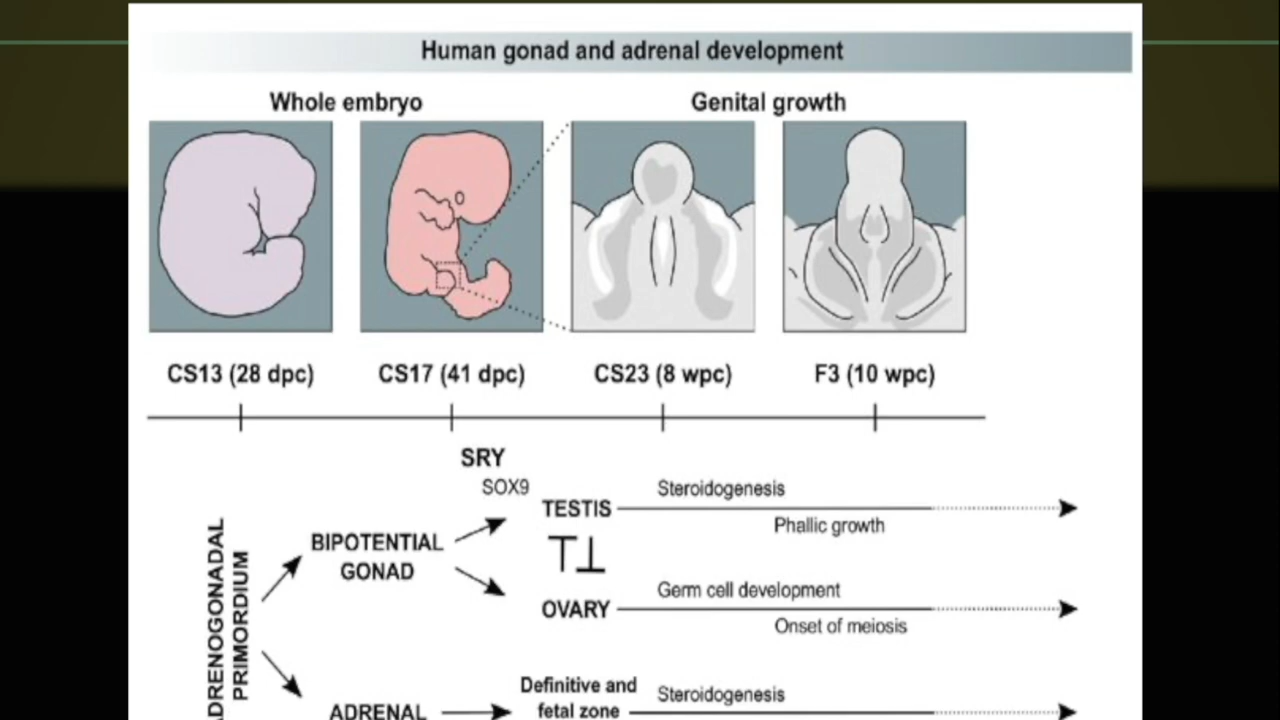 Human gonad and adrenal development
Whole embryo
Genital growth
CS13 (28 dpc)
CS17 (41 dpc)
CS23 (8 wpc)
F3 (10 wpc)
SRY
SOX9
TESTIS
Steroidogenesis
Phallic growth
BIPOTENTIAL
GONAD
OVARY
Germ cell development
Onset of meiosis
PRIMORDIUM
ADRENAL
Definitive and
fetal zone
Steroidogenesis